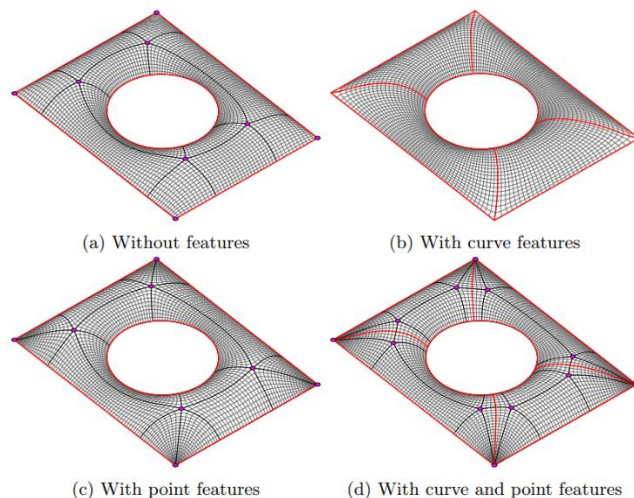 (a) Without features
(b) With curve features
(c) With point features
(d) With curve and point features